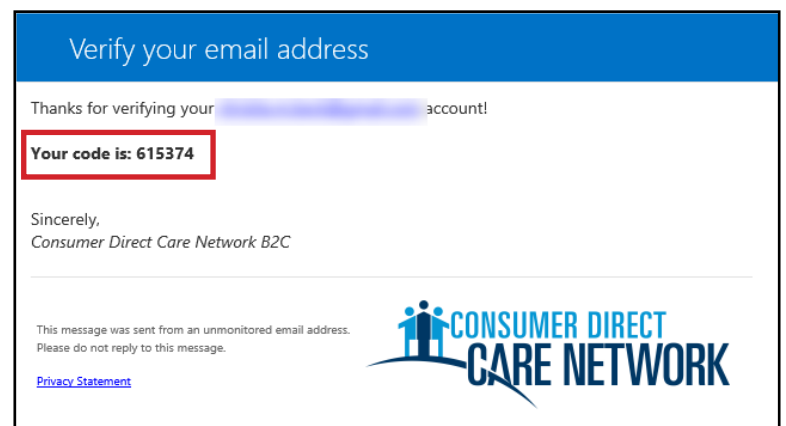 Verify your email address
Thanks for verifying your account!
Your code is: 615374
Sincerely,
Consumer Direct Care Network B2C
This message was sent from an unmonitored email address.
Please do not reply to this message.
Privacy Statement
CONSUMER DIRECT
CARE NETWORK